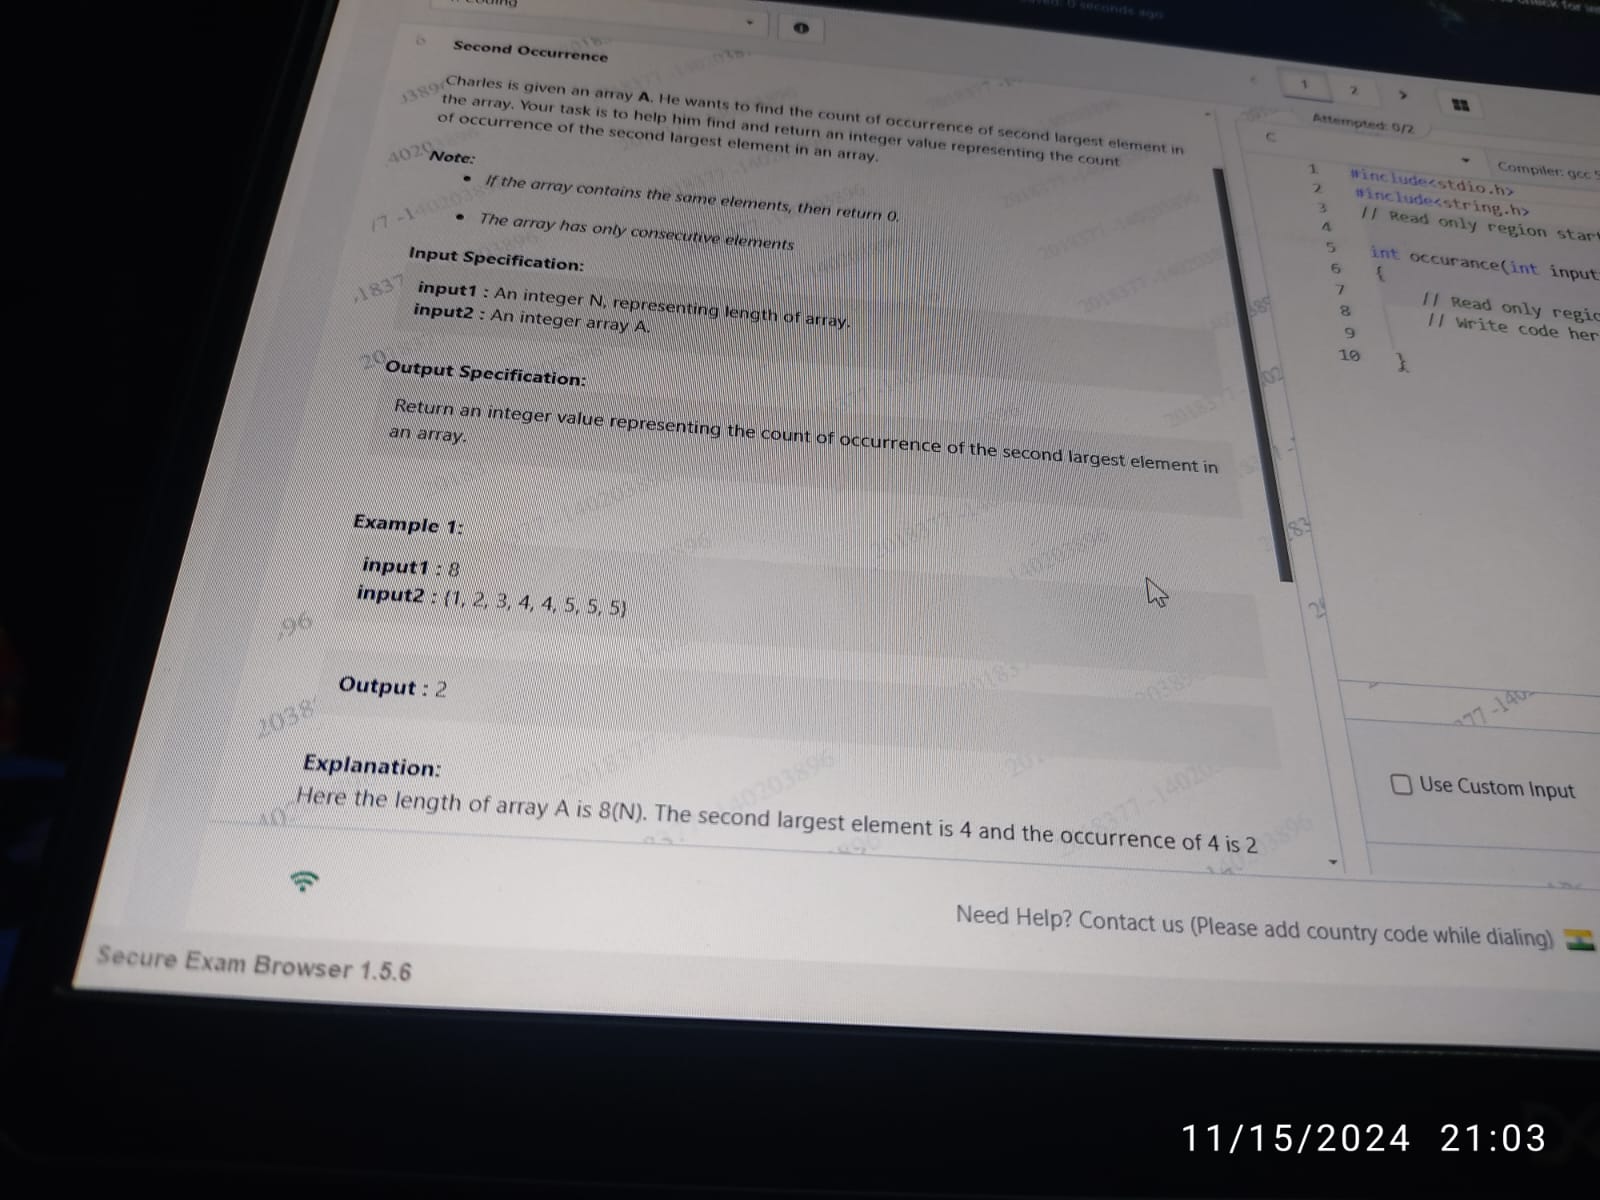 Second Occurrence
Charles is given an array A. He wants to find the count of occurrence of second largest element in
the array. Your task is to help him find and return an integer value representing the count
of occurrence of the second largest element in an array.
Note:
• If the array contains the same elements, then return 0.
• The array has only consecutive elements
Input Specification:
input1 : An integer N, representing length of array.
input2 : An integer array A.
Output Specification:
Return an integer value representing the count of occurrence of the second largest element in
an array.
Example 1:
input1 : 8
input2 : {1, 2, 3, 4, 4, 5, 5, 5}
Output : 2
Explanation:
Here the length of array A is 8(N). The second largest element is 4 and the occurrence of 4 is 2
1 2 >
Attempted: 0/2
C
Compiler: gcc
1 #include<stdio.h>
2 #include<string.h>
3 // Read only region
4
5 int occurance(int
6 {
7 // Read only
8 // Write code
9
10 }
Use Custom Input
Need Help? Contact us (Please add country code while dialing)
Secure Exam Browser 1.5.6
11/15/2024 21:03